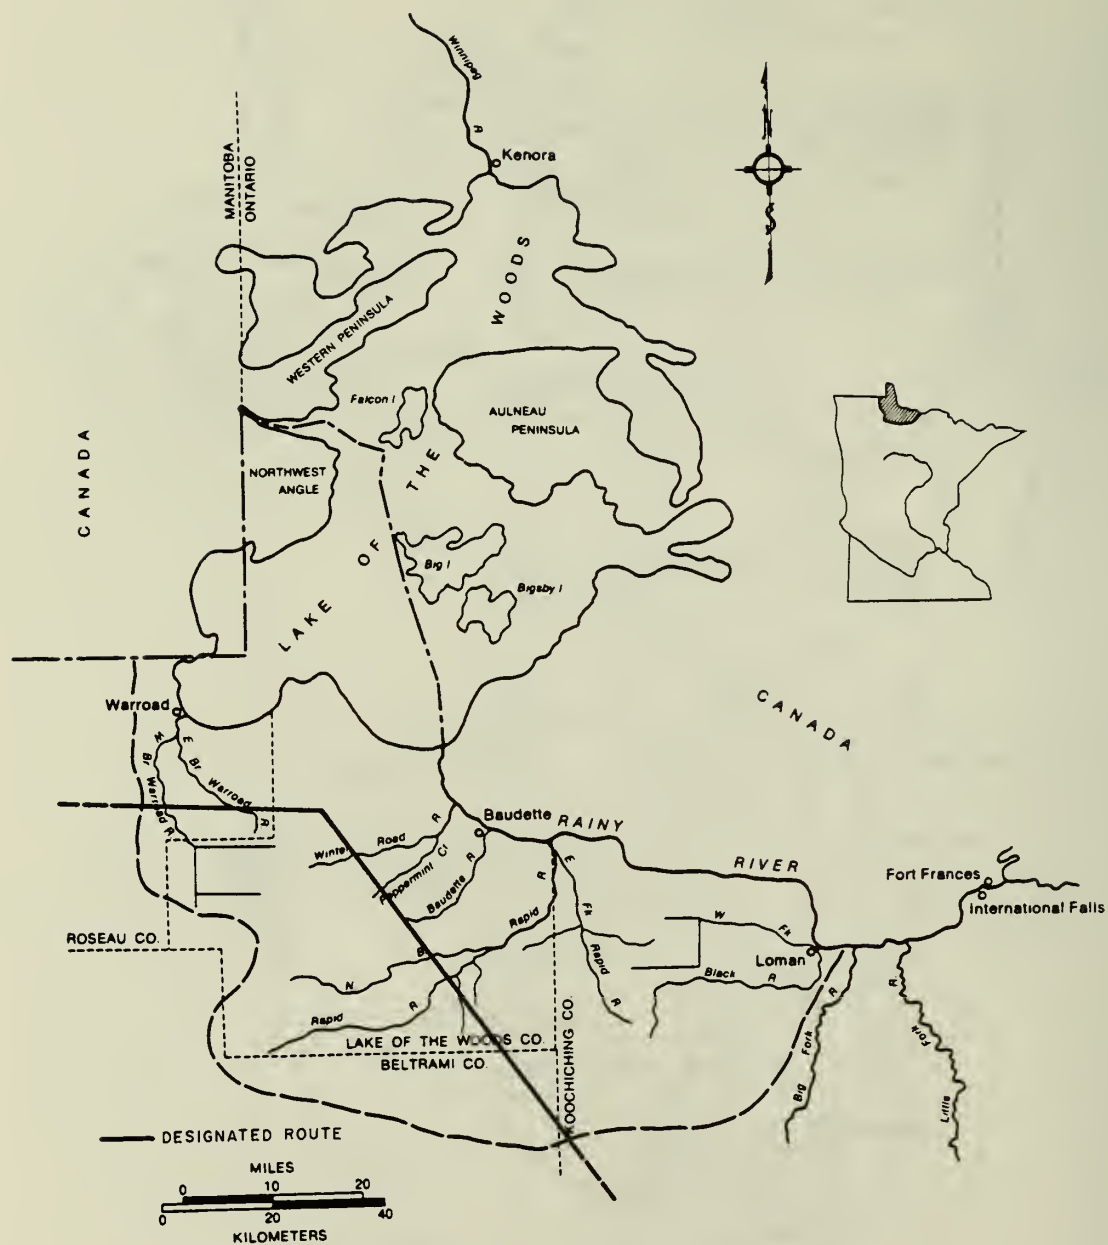 Winnipeg R
Kenora
MANITOBA
ONTARIO
N
S
WESTERN PENINSULA
Falcon I
AULNEAU
PENINSULA
NORTHWEST
ANGLE
CANADA
LAKE OF THE WOODS
Big I
Bigsby I
CANADA
Warroad
W Br Warroad R
E Br Warroad R
Baudette
RAINY RIVER
Winter Road R
Peppermint Cr
Baudette R
N Br Rapid R
Rapid R
E Fk Rapid R
W Fk
Black R
Loman
Fort Frances
International Falls
Big Fork R
Little Fork R
ROSEAU CO.
LAKE OF THE WOODS CO.
BELTRAMI CO.
KOOCHICHING CO.
DESIGNATED ROUTE
MILES
0 10 20
0 20 40
KILOMETERS